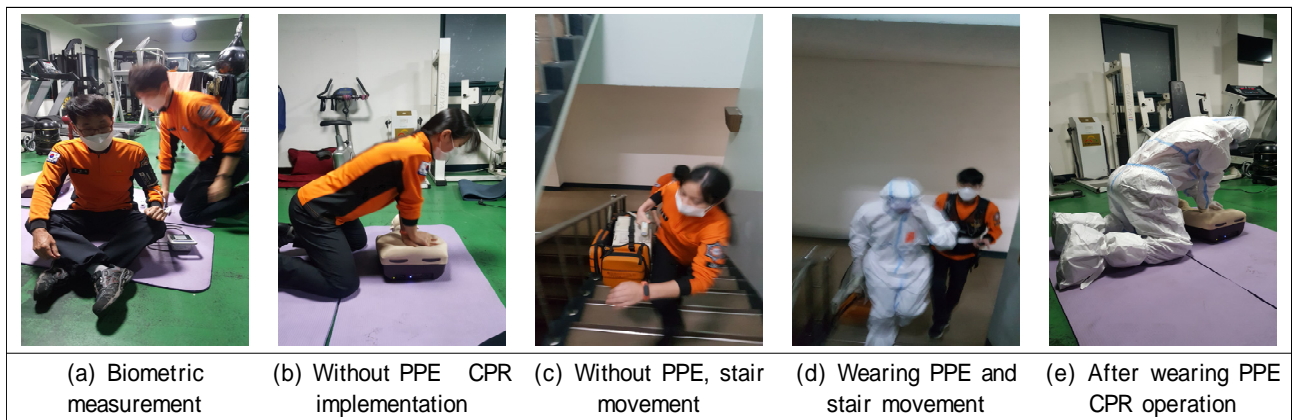 (a) Biometric
measurement
(b) Without PPE CPR
implementation
(c) Without PPE, stair
movement
(d) Wearing PPE and
stair movement
(e) After wearing PPE
CPR operation